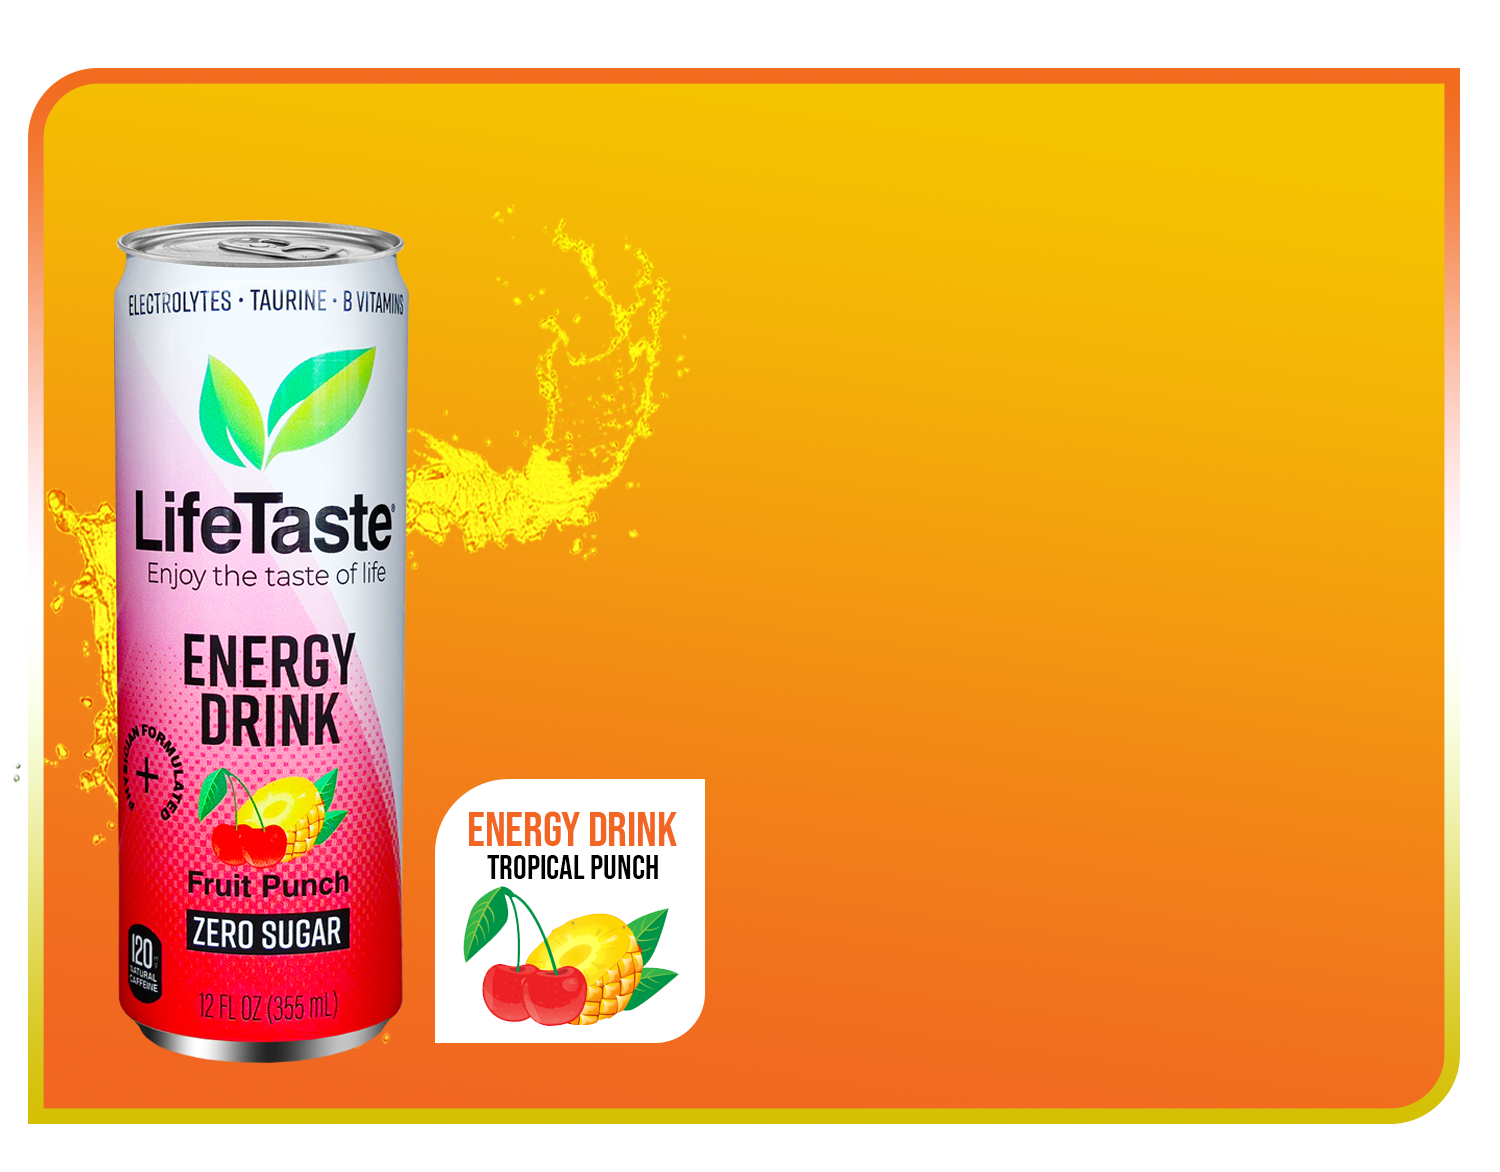 ELECTROLYTES • TAURINE • B VITAMINS
LifeTaste®
Enjoy the taste of life
ENERGY
DRINK
PHYSICIAN FORMULATED
Fruit Punch
ZERO SUGAR
120
NATURAL
CAFFEINE
12 FL OZ (355 mL)
ENERGY DRINK
TROPICAL PUNCH